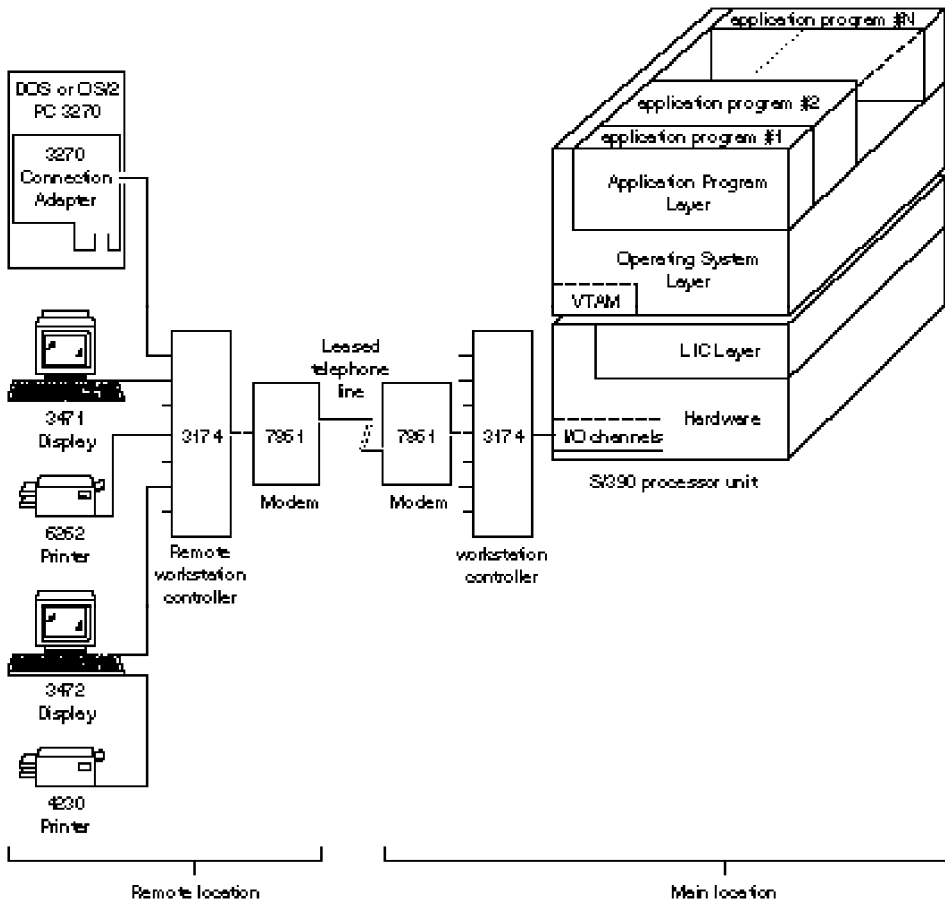 application program #N
DOS or OS/2
PC 3270
application program #2
application program #1
3270
Connection
Adapter
Application Program
Layer
Operating System
Layer
VTAM
Leased
telephone
line
LIC Layer
3471
Display
3174
7861
7861
3174
Hardware
I/O channels
S/390 processor unit
Modem
Modem
6262
Printer
Remote
workstation
controller
workstation
controller
3472
Display
4230
Printer
Remote location
Main location